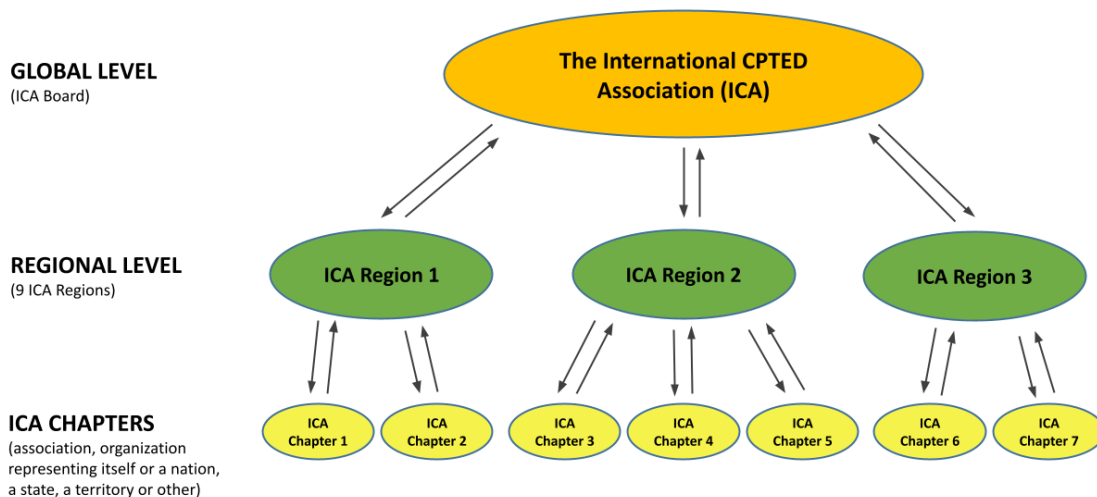 The International CPTED
Association (ICA)
GLOBAL LEVEL
(ICA Board)
REGIONAL LEVEL
(9 ICA Regions)
ICA Region 1
ICA Region 2
ICA Region 3
ICA CHAPTERS
(association, organization
representing itself or a nation,
a state, a territory or other)
ICA
Chapter 1
ICA
Chapter 2
ICA
Chapter 3
ICA
Chapter 4
ICA
Chapter 5
ICA
Chapter 6
ICA
Chapter 7